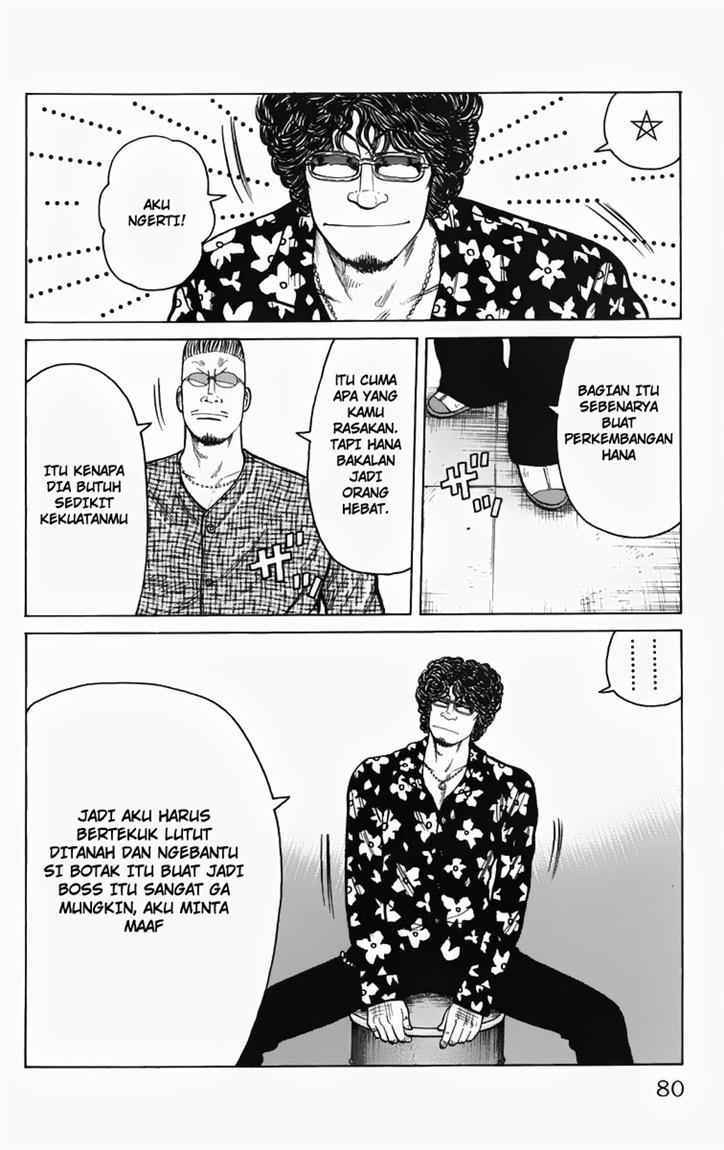 AKU
NGERTI!
BAGIAN ITU
SEBENARYA
BUAT
PERKEMBANGAN
HANA
ITU CUMA
APA YANG
KAMU
RASAKAN.
TAPI HANA
BAKALAN
JADI
ORANG
HEBAT.
ITU KENAPA
DIA BUTUH
SEDIKIT
KEKUATANMU
ザッ
ザッ
JADI AKU HARUS
BERTEKUK LUTUT
DITANAH DAN NGEBANTU
SI BOTAK ITU BUAT JADI
BOSS ITU SANGAT GA
MUNGKIN, AKU MINTA
MAAF
80